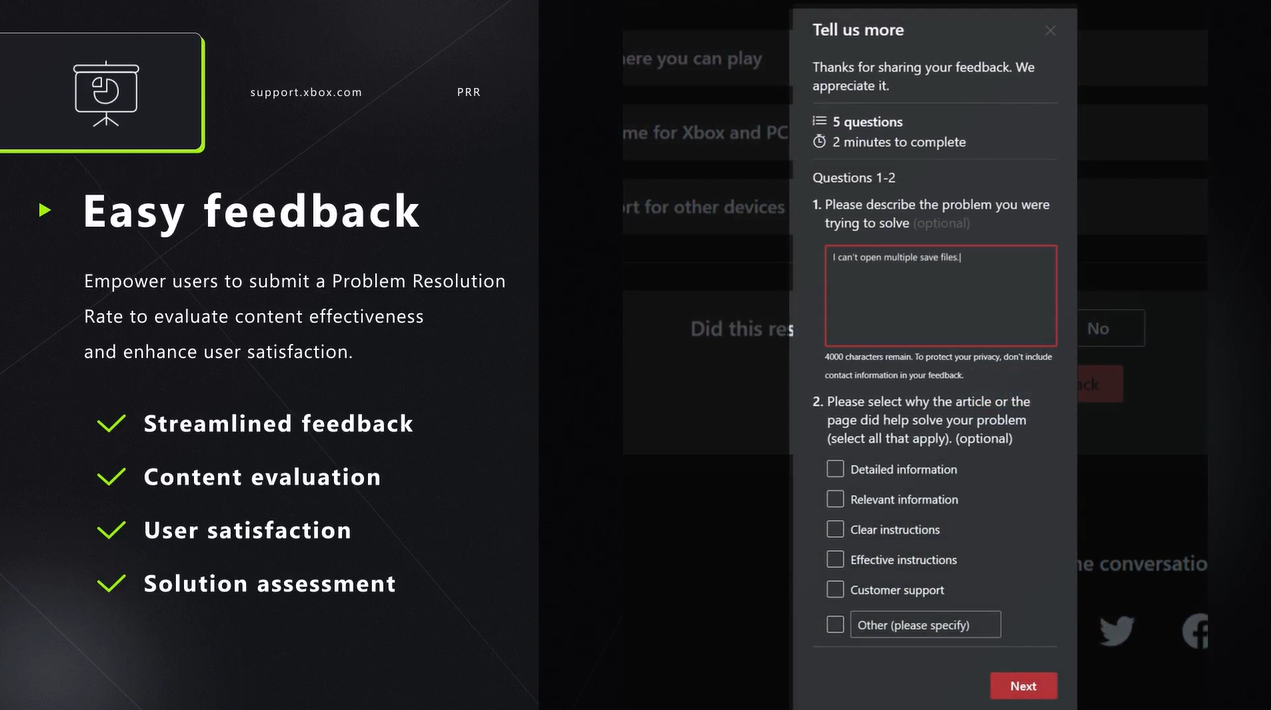 support.xbox.com
PRR
Easy feedback
Empower users to submit a Problem Resolution
Rate to evaluate content effectiveness
and enhance user satisfaction.
Streamlined feedback
Content evaluation
User satisfaction
Solution assessment
ere you can play
me for Xbox and PC
rt for other devices
Did this res
No
ack
he conversatio
Tell us more
Thanks for sharing your feedback. We
appreciate it.
5 questions
2 minutes to complete
Questions 1-2
1. Please describe the problem you were
trying to solve (optional)
I can't open multiple save files.
4000 characters remain. To protect your privacy, don't include
contact information in your feedback.
2. Please select why the article or the
page did help solve your problem
(select all that apply). (optional)
Detailed information
Relevant information
Clear instructions
Effective instructions
Customer support
Other (please specify)
Next